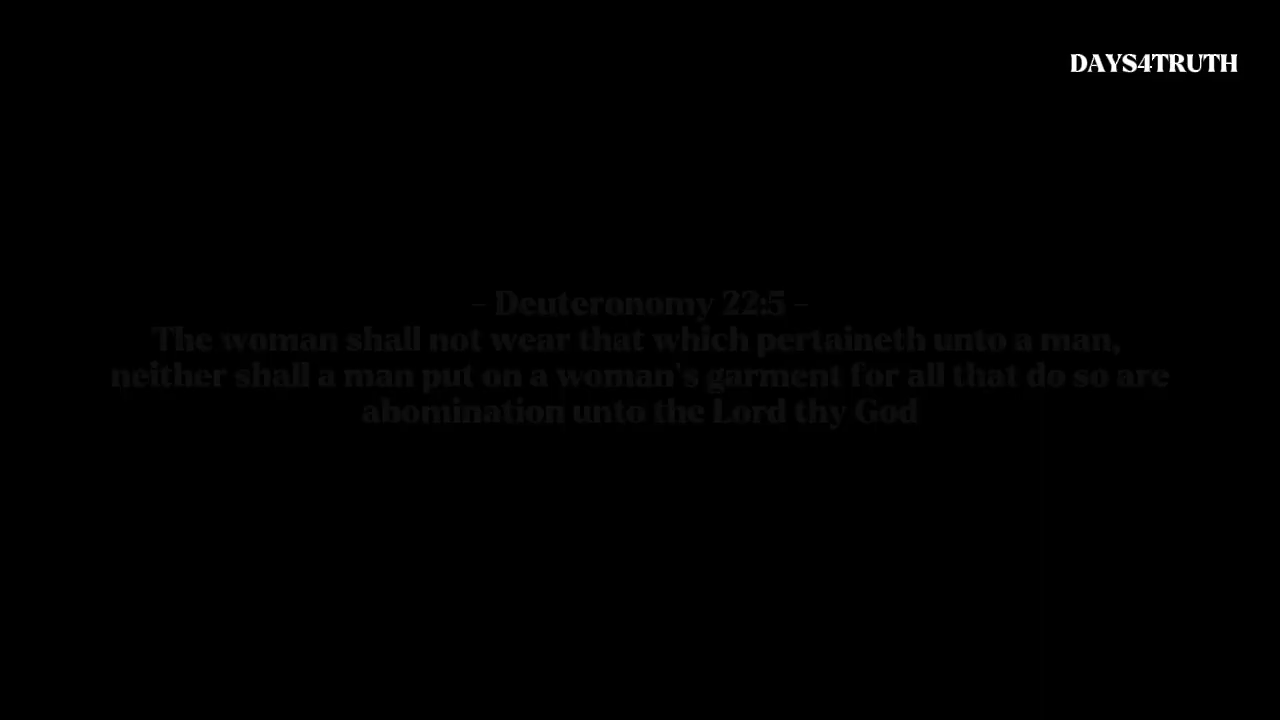 DAYS4TRUTH
- Deuteronomy 22:5 -
The woman shall not wear that which pertaineth unto a man,
neither shall a man put on a woman's garment for all that do so are
abomination unto the Lord thy God